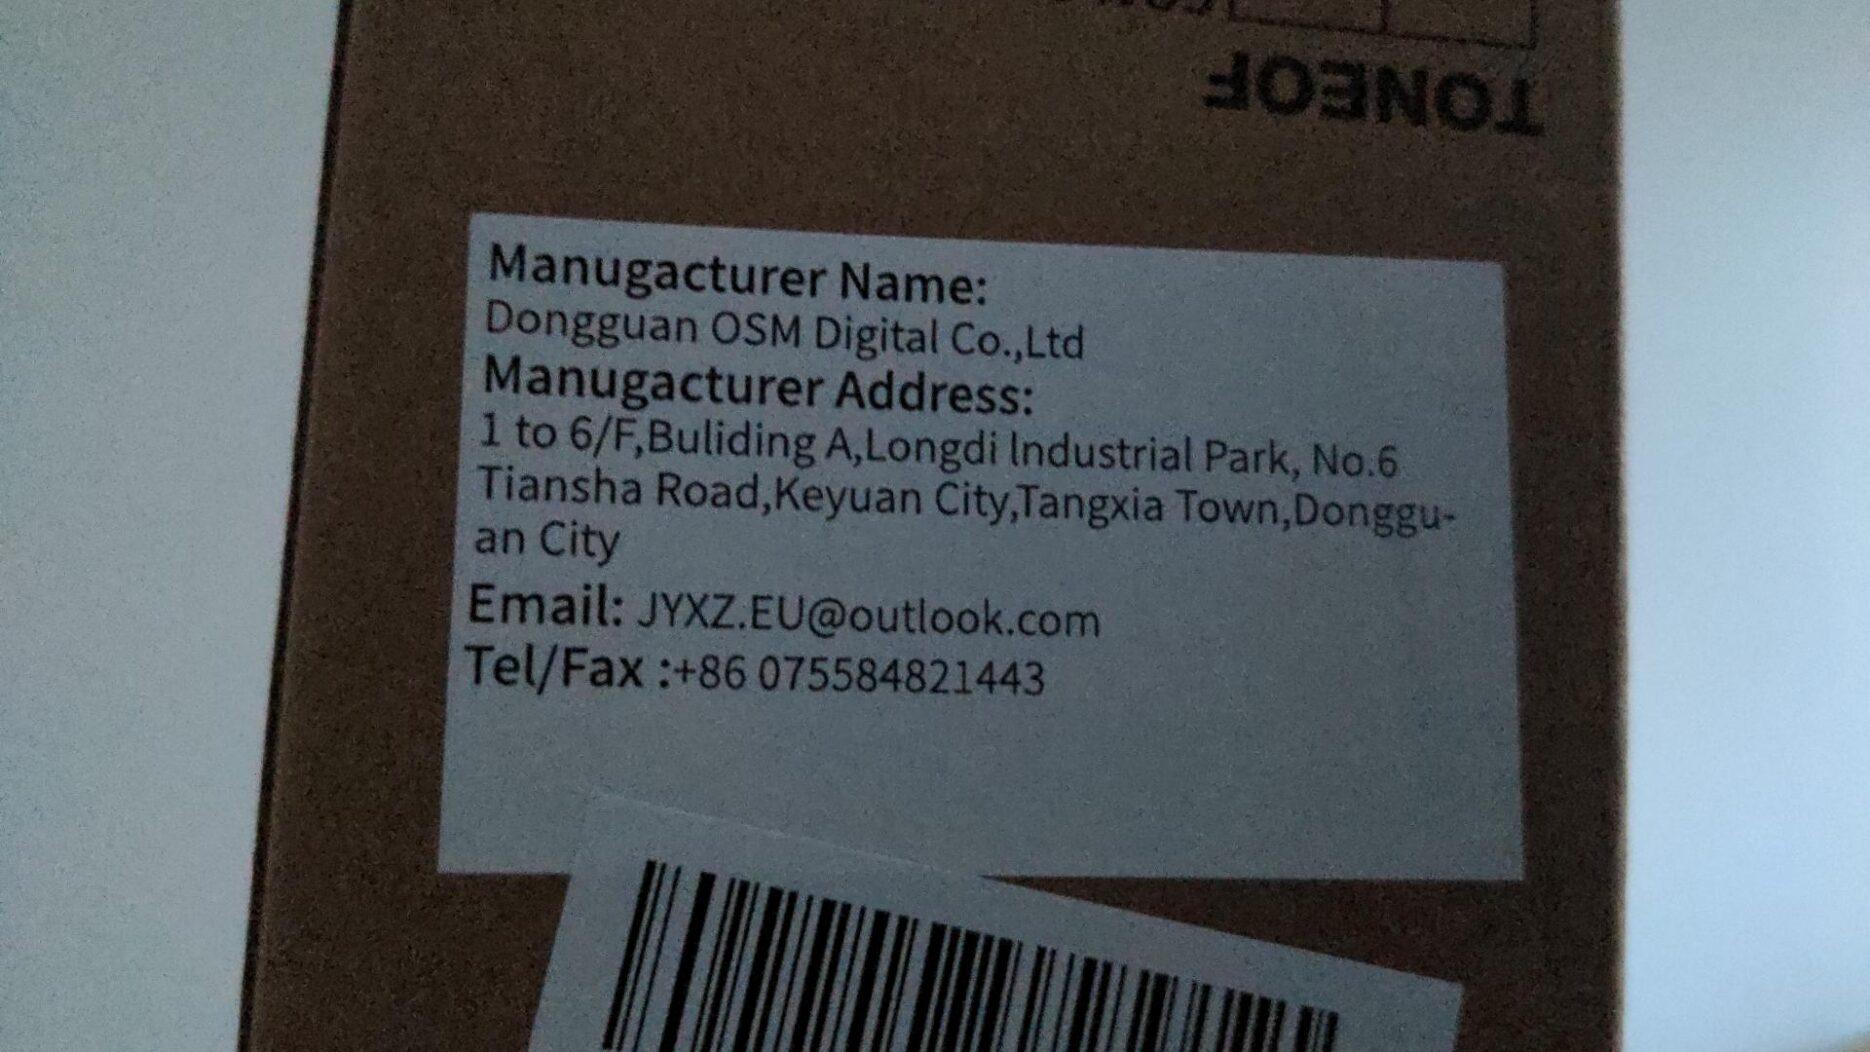 TONEOF
Manugacturer Name:
Dongguan OSM Digital Co.,Ltd
Manugacturer Address:
1 to 6/F,Buliding A,Longdi lndustrial Park, No.6
Tiansha Road,Keyuan City,Tangxia Town,Donggu-
an City
Email: JYXZ.EU@outlook.com
Tel/Fax :+86 075584821443